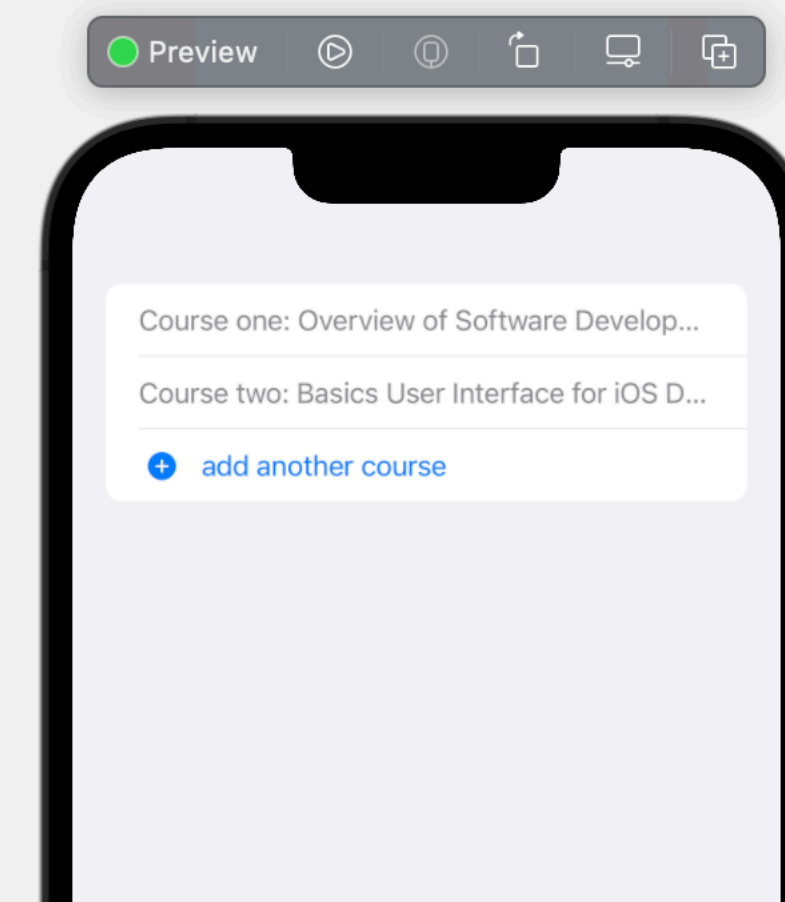 Preview
Course one: Overview of Software Develop...
Course two: Basics User Interface for iOS D...
add another course